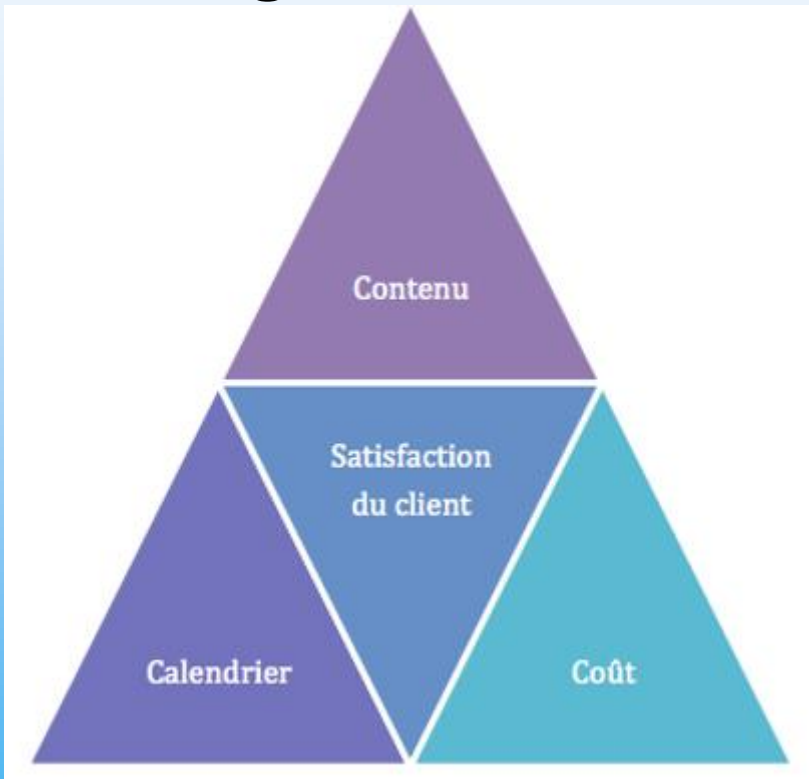 Contenu
Satisfaction
du client
Calendrier
Coût